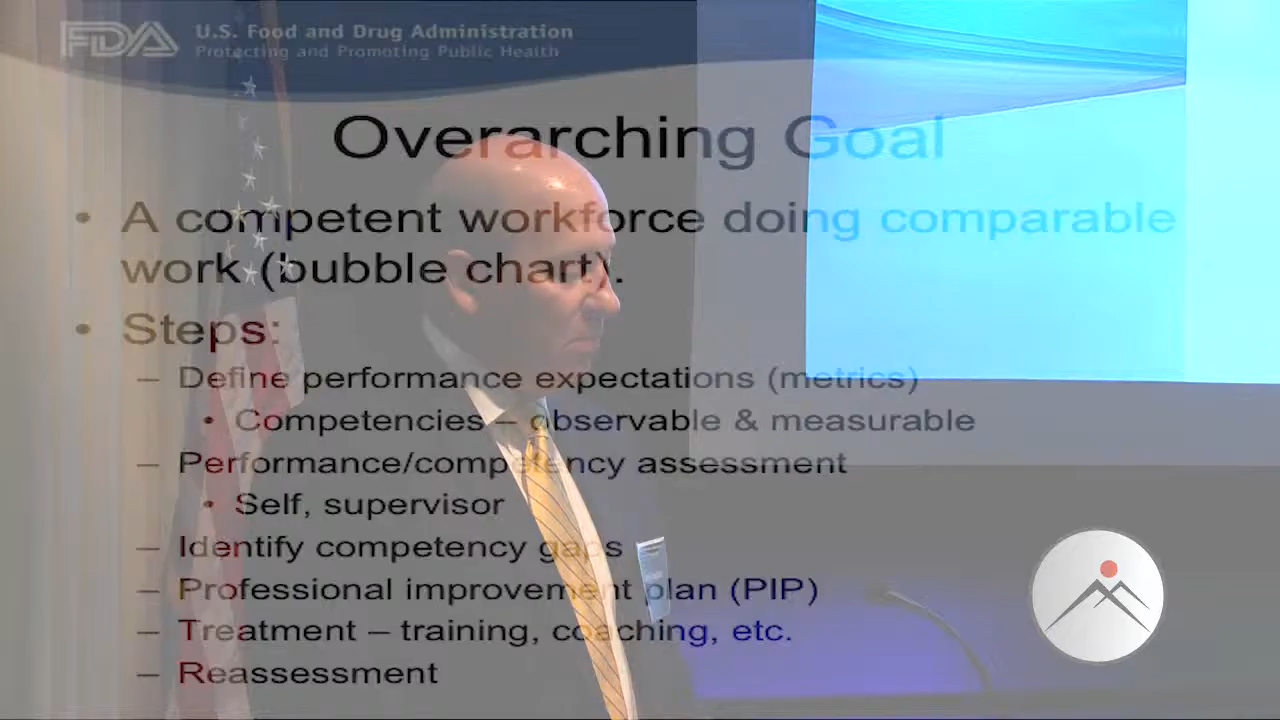 FDA U.S. Food and Drug Administration
Protecting and Promoting Public Health
Overarching Goal
• A competent workforce doing comparable
work (bubble chart).
• Steps:
– Define performance expectations (metrics)
• Competencies – observable & measurable
– Performance/competency assessment
• Self, supervisor
– Identify competency gaps
– Professional improvement plan (PIP)
– Treatment – training, coaching, etc.
– Reassessment